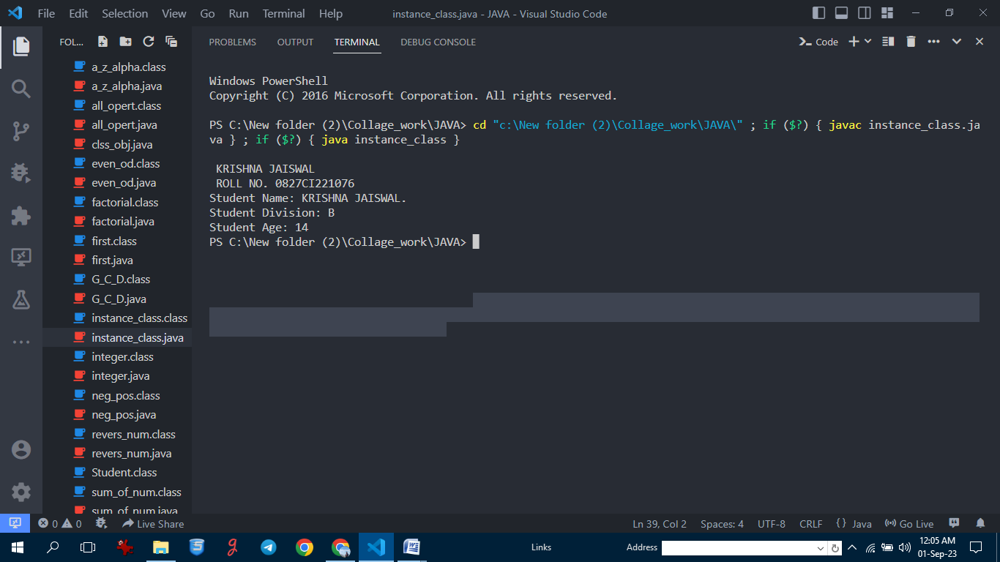 File Edit Selection View Go Run Terminal Help instance_class.java - JAVA - Visual Studio Code
FOL...
a_z_alpha.class
a_z_alpha.java
all_opert.class
all_opert.java
clss_obj.java
even_od.class
even_od.java
factorial.class
factorial.java
first.class
first.java
G_C_D.class
G_C_D.java
instance_class.class
instance_class.java
integer.class
integer.java
neg_pos.class
neg_pos.java
revers_num.class
revers_num.java
Student.class
sum_of_num.class
sum_of_num.java
PROBLEMS OUTPUT TERMINAL DEBUG CONSOLE Code
Windows PowerShell
Copyright (C) 2016 Microsoft Corporation. All rights reserved.
PS C:\New folder (2)\Collage_work\JAVA> cd "c:\New folder (2)\Collage_work\JAVA\" ; if ($?) { javac instance_class.ja
va } ; if ($?) { java instance_class }
KRISHNA JAISWAL
ROLL NO. 0827CI221076
Student Name: KRISHNA JAISWAL.
Student Division: B
Student Age: 14
PS C:\New folder (2)\Collage_work\JAVA>
0 0 Live Share Ln 39, Col 2 Spaces: 4 UTF-8 CRLF {} Java Go Live
Links Address 12:05 AM
01-Sep-23